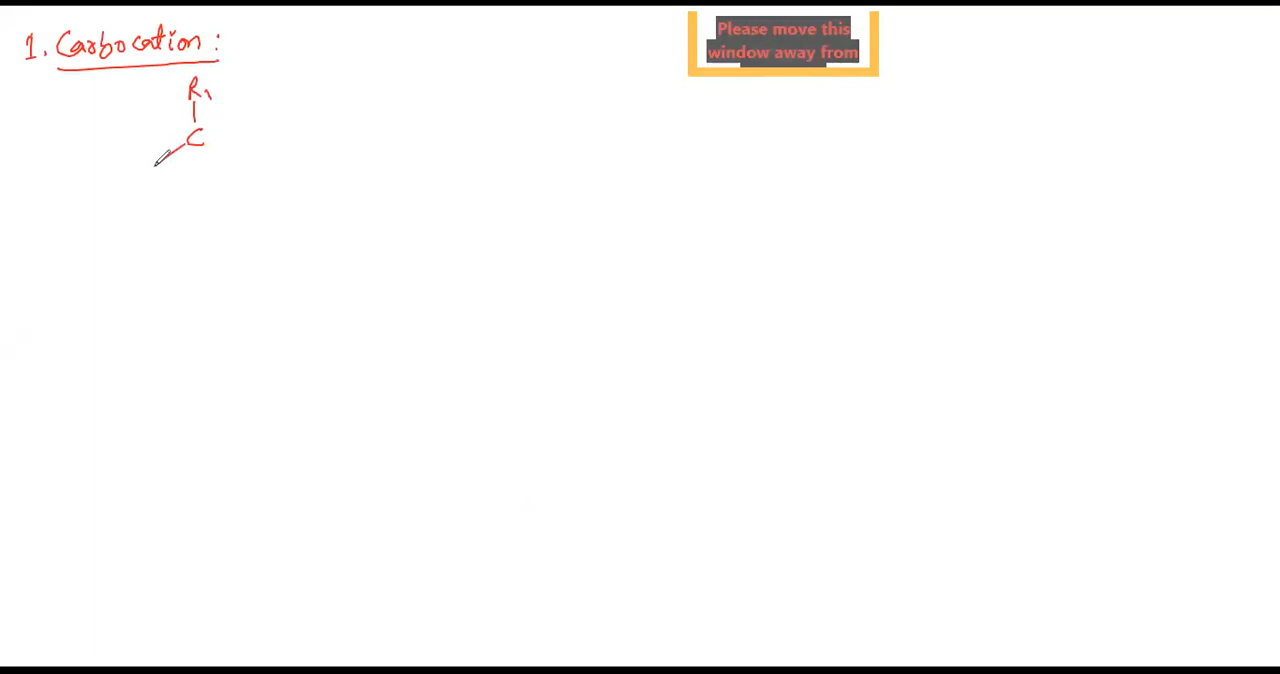 1. Carbocation :
R1
C
Please move this
window away from